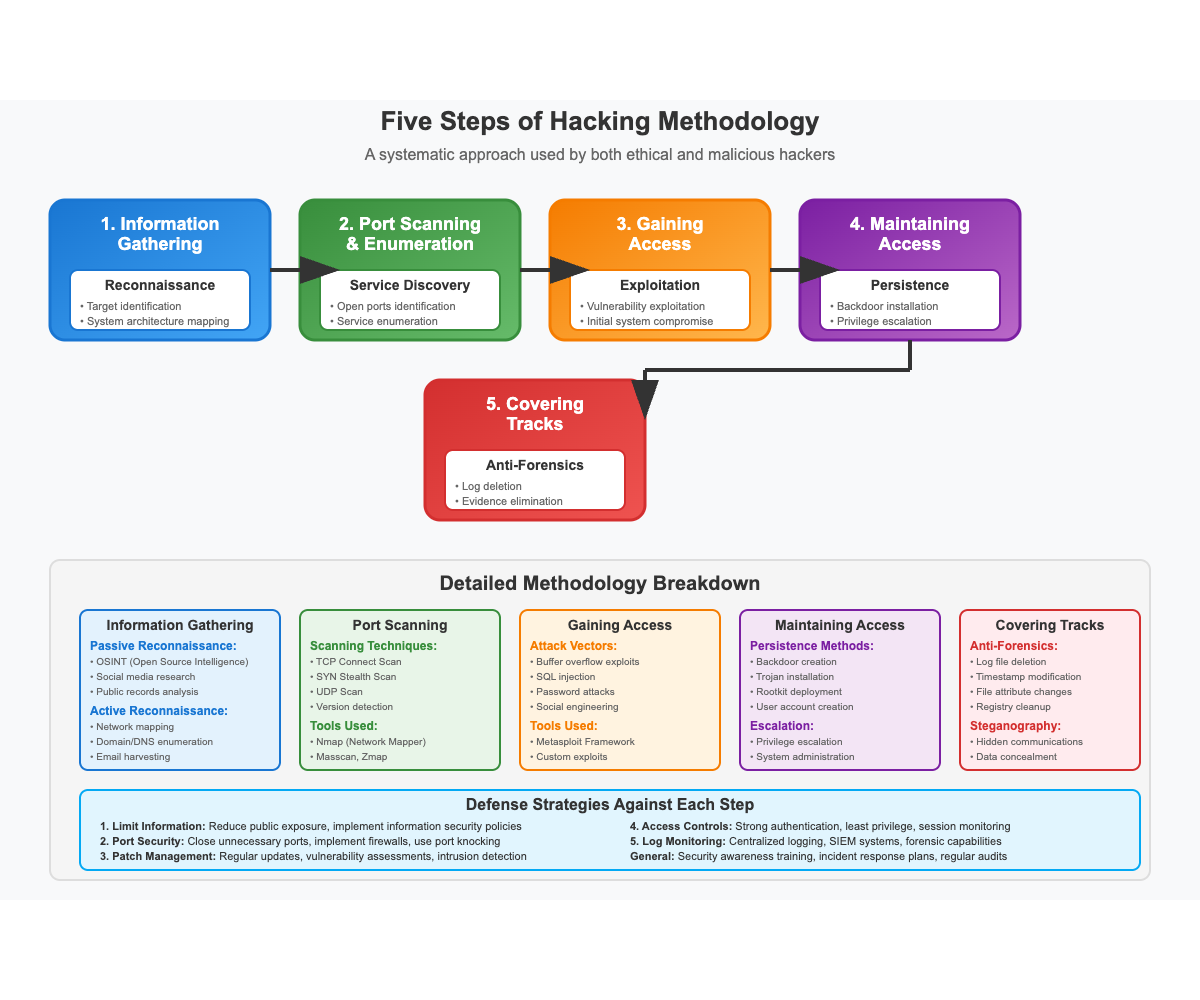 Five Steps of Hacking Methodology
A systematic approach used by both ethical and malicious hackers
1. Information
Gathering
Reconnaissance
• Target identification
• System architecture mapping
2. Port Scanning
& Enumeration
Service Discovery
• Open ports identification
• Service enumeration
3. Gaining
Access
Exploitation
• Vulnerability exploitation
• Initial system compromise
4. Maintaining
Access
Persistence
• Backdoor installation
• Privilege escalation
5. Covering
Tracks
Anti-Forensics
• Log deletion
• Evidence elimination
Detailed Methodology Breakdown
Information Gathering
Passive Reconnaissance:
• OSINT (Open Source Intelligence)
• Social media research
• Public records analysis
Active Reconnaissance:
• Network mapping
• Domain/DNS enumeration
• Email harvesting
Port Scanning
Scanning Techniques:
• TCP Connect Scan
• SYN Stealth Scan
• UDP Scan
• Version detection
Tools Used:
• Nmap (Network Mapper)
• Masscan, Zmap
Gaining Access
Attack Vectors:
• Buffer overflow exploits
• SQL injection
• Password attacks
• Social engineering
Tools Used:
• Metasploit Framework
• Custom exploits
Maintaining Access
Persistence Methods:
• Backdoor creation
• Trojan installation
• Rootkit deployment
• User account creation
Escalation:
• Privilege escalation
• System administration
Covering Tracks
Anti-Forensics:
• Log file deletion
• Timestamp modification
• File attribute changes
• Registry cleanup
Steganography:
• Hidden communications
• Data concealment
Defense Strategies Against Each Step
1. Limit Information: Reduce public exposure, implement information security policies
2. Port Security: Close unnecessary ports, implement firewalls, use port knocking
3. Patch Management: Regular updates, vulnerability assessments, intrusion detection
4. Access Controls: Strong authentication, least privilege, session monitoring
5. Log Monitoring: Centralized logging, SIEM systems, forensic capabilities
General: Security awareness training, incident response plans, regular audits